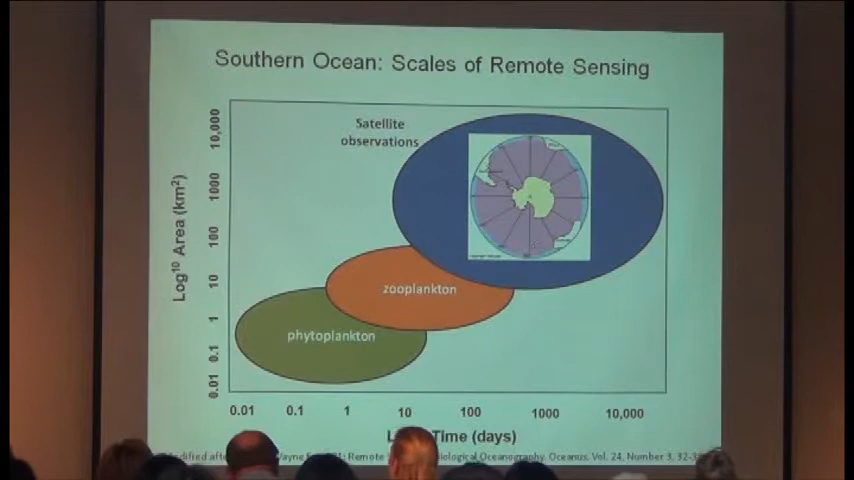 Southern Ocean: Scales of Remote Sensing
Satellite
observations
zooplankton
phytoplankton
Log10 Area (km2)
10,000
1000
100
10
1
0.1
0.01
0.01 0.1 1 10 100 1000 10,000
Time (days)
Remote
Oceanography. Oceanus. Vol. 24, Number 3, 32-